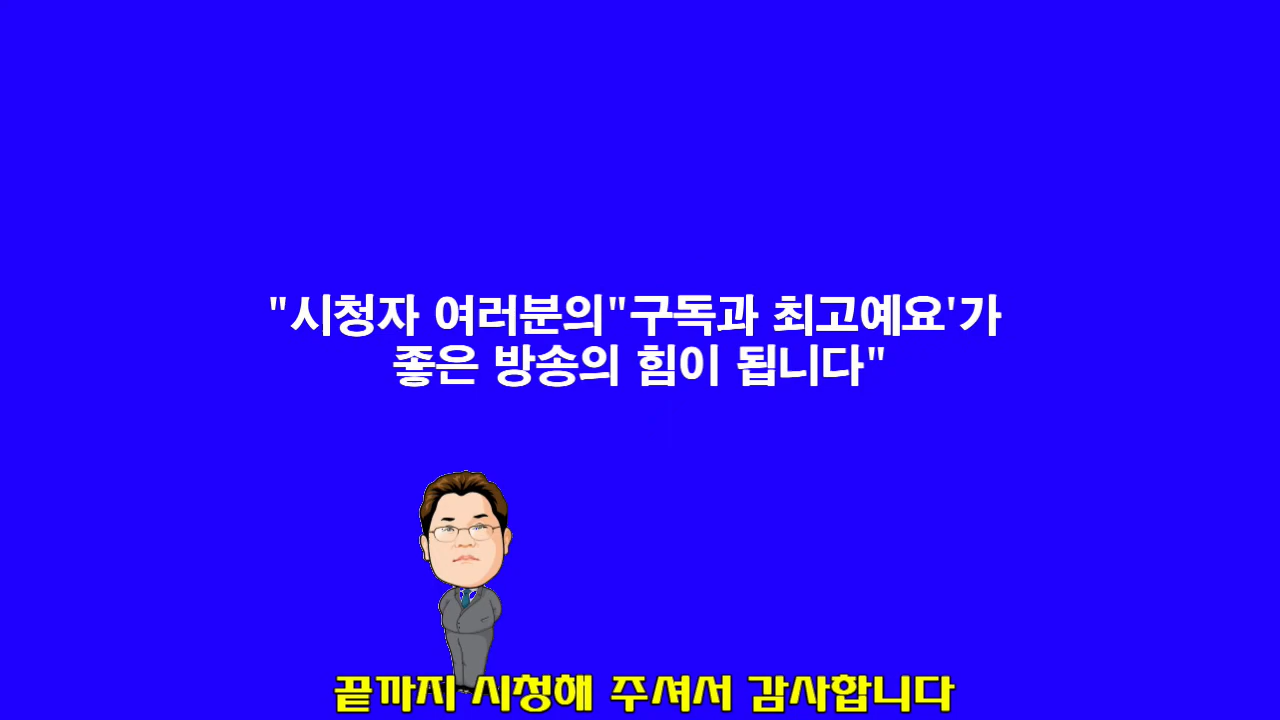 "시청자 여러분의"구독과 최고예요'가
좋은 방송의 힘이 됩니다"
끝까지 시청해 주셔서 감사합니다